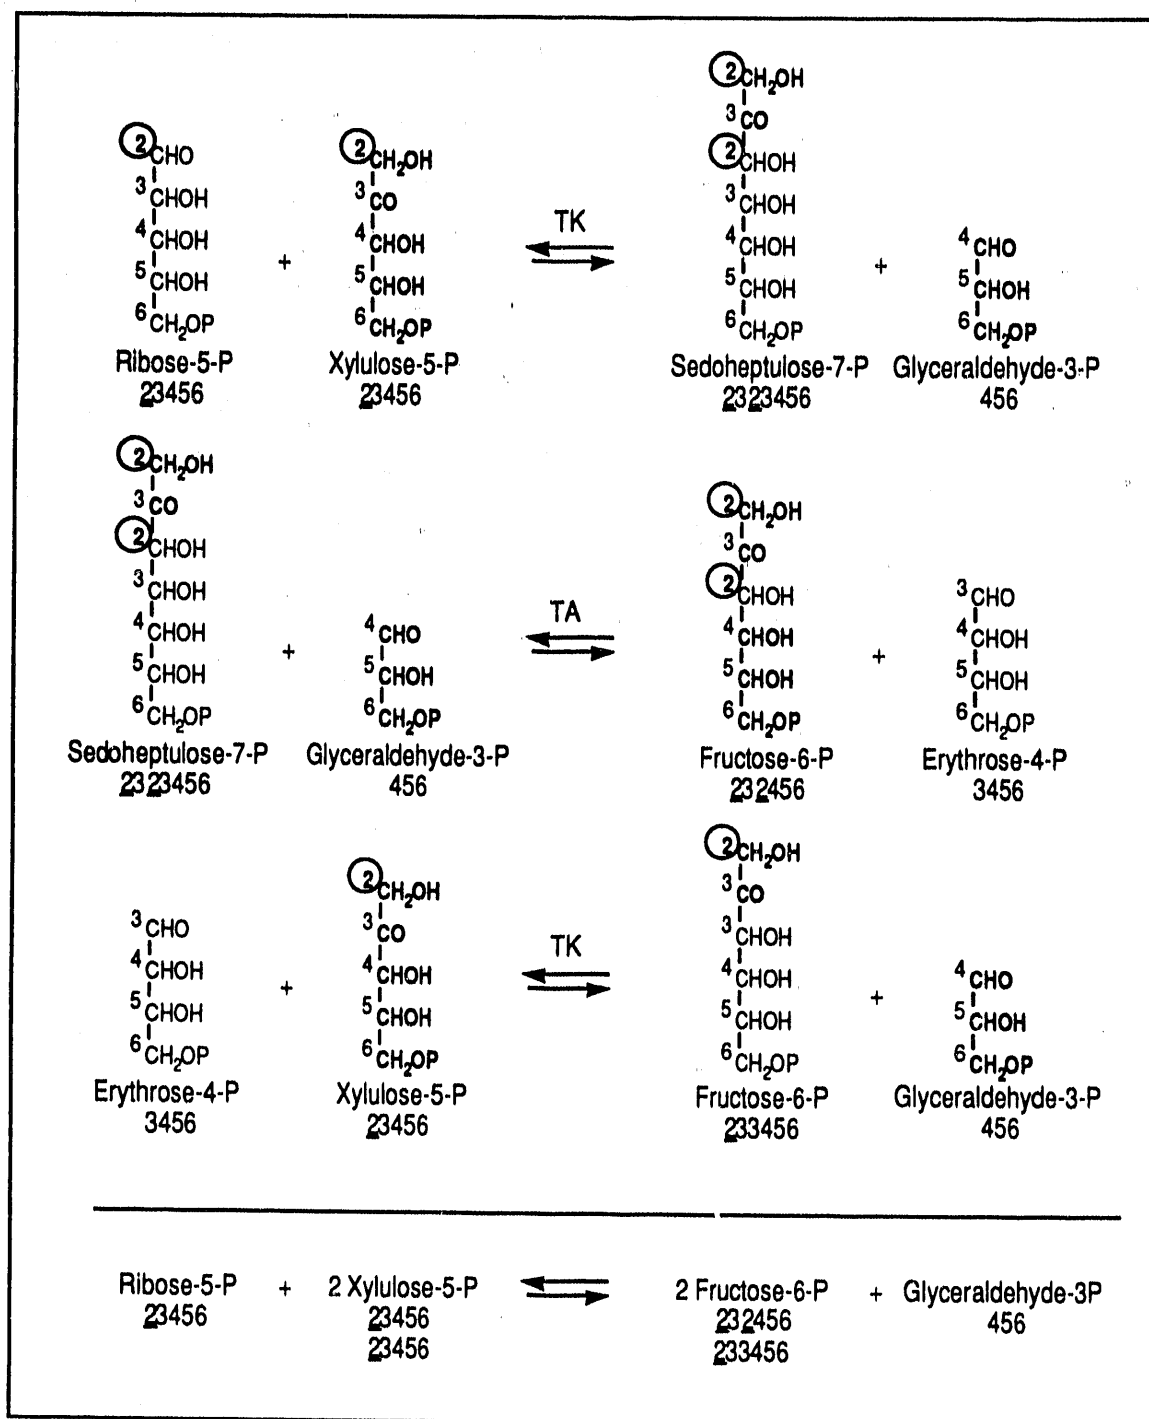 2CH2OH
3CO
2CHO 2CH2OH 2CHOH
3CHOH 3CO 3CHOH
4CHOH + 4CHOH TK 4CHOH + 4CHO
5CHOH 5CHOH 5CHOH 5CHOH
6CH2OP 6CH2OP 6CH2OP 6CH2OP
Ribose-5-P Xylulose-5-P Sedoheptulose-7-P Glyceraldehyde-3-P
23456 23456 2323456 456
2CH2OH
3CO 2CH2OH
2CHOH 3CO
3CHOH 2CHOH 3CHO
4CHOH + 4CHO TA 4CHOH + 4CHOH
5CHOH 5CHOH 5CHOH 5CHOH
6CH2OP 6CH2OP 6CH2OP 6CH2OP
Sedoheptulose-7-P Glyceraldehyde-3-P Fructose-6-P Erythrose-4-P
2323456 456 232456 3456
2CH2OH 2CH2OH
3CHO 3CO 3CO
4CHOH + 4CHOH TK 3CHOH + 4CHO
5CHOH 5CHOH 4CHOH 5CHOH
6CH2OP 6CH2OP 5CHOH 6CH2OP
6CH2OP
Erythrose-4-P Xylulose-5-P Fructose-6-P Glyceraldehyde-3-P
3456 23456 233456 456
Ribose-5-P + 2 Xylulose-5-P 2 Fructose-6-P + Glyceraldehyde-3P
23456 23456 232456 456
23456 233456